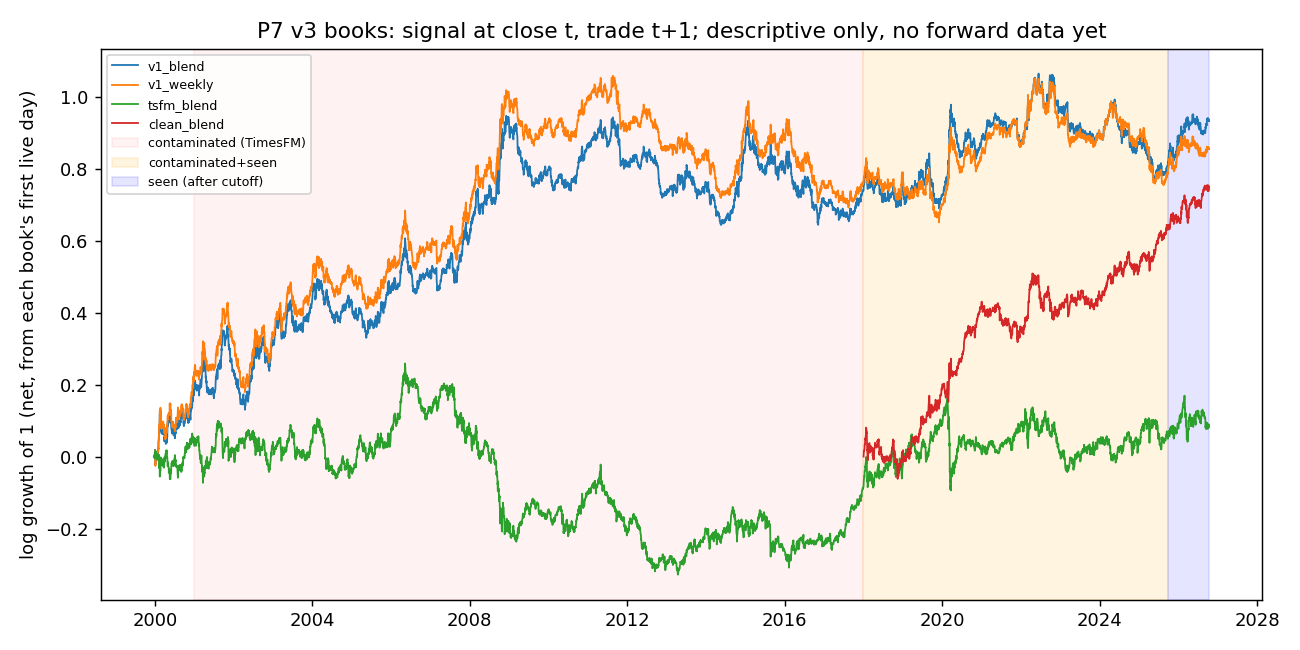 P7 v3 books: signal at close t, trade t+1; descriptive only, no forward data yet
v1_blend
v1_weekly
tsfm_blend
clean_blend
contaminated (TimesFM)
contaminated+seen
seen (after cutoff)
log growth of 1 (net, from each book's first live day)
1.0
0.8
0.6
0.4
0.2
0.0
−0.2
2000
2004
2008
2012
2016
2020
2024
2028